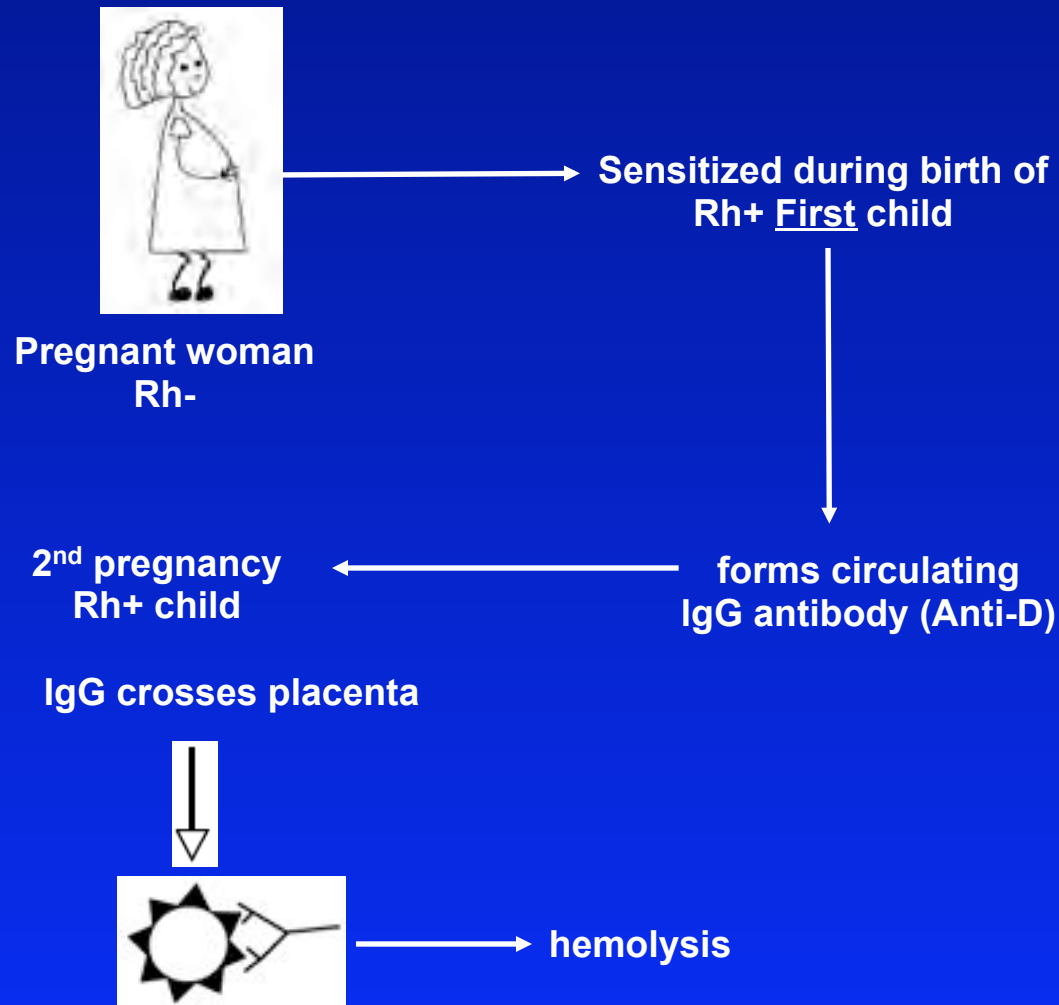 Sensitized during birth of
Rh+ First child
Pregnant woman
Rh-
forms circulating
IgG antibody (Anti-D)
2nd pregnancy
Rh+ child
IgG crosses placenta
hemolysis